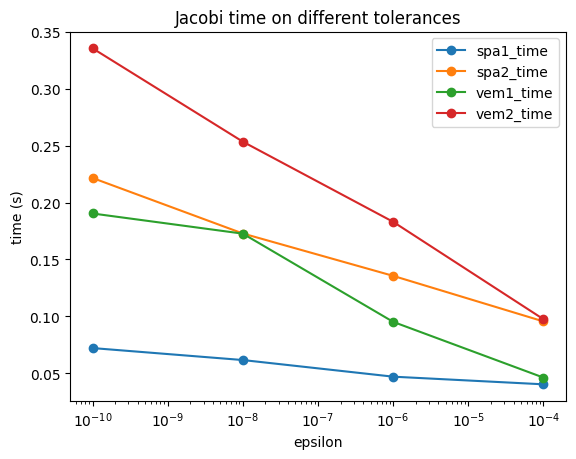 Jacobi time on different tolerances
spa1_time
spa2_time
vem1_time
vem2_time
time (s)
0.35
0.30
0.25
0.20
0.15
0.10
0.05
10⁻¹⁰ 10⁻⁹ 10⁻⁸ 10⁻⁷ 10⁻⁶ 10⁻⁵ 10⁻⁴
epsilon